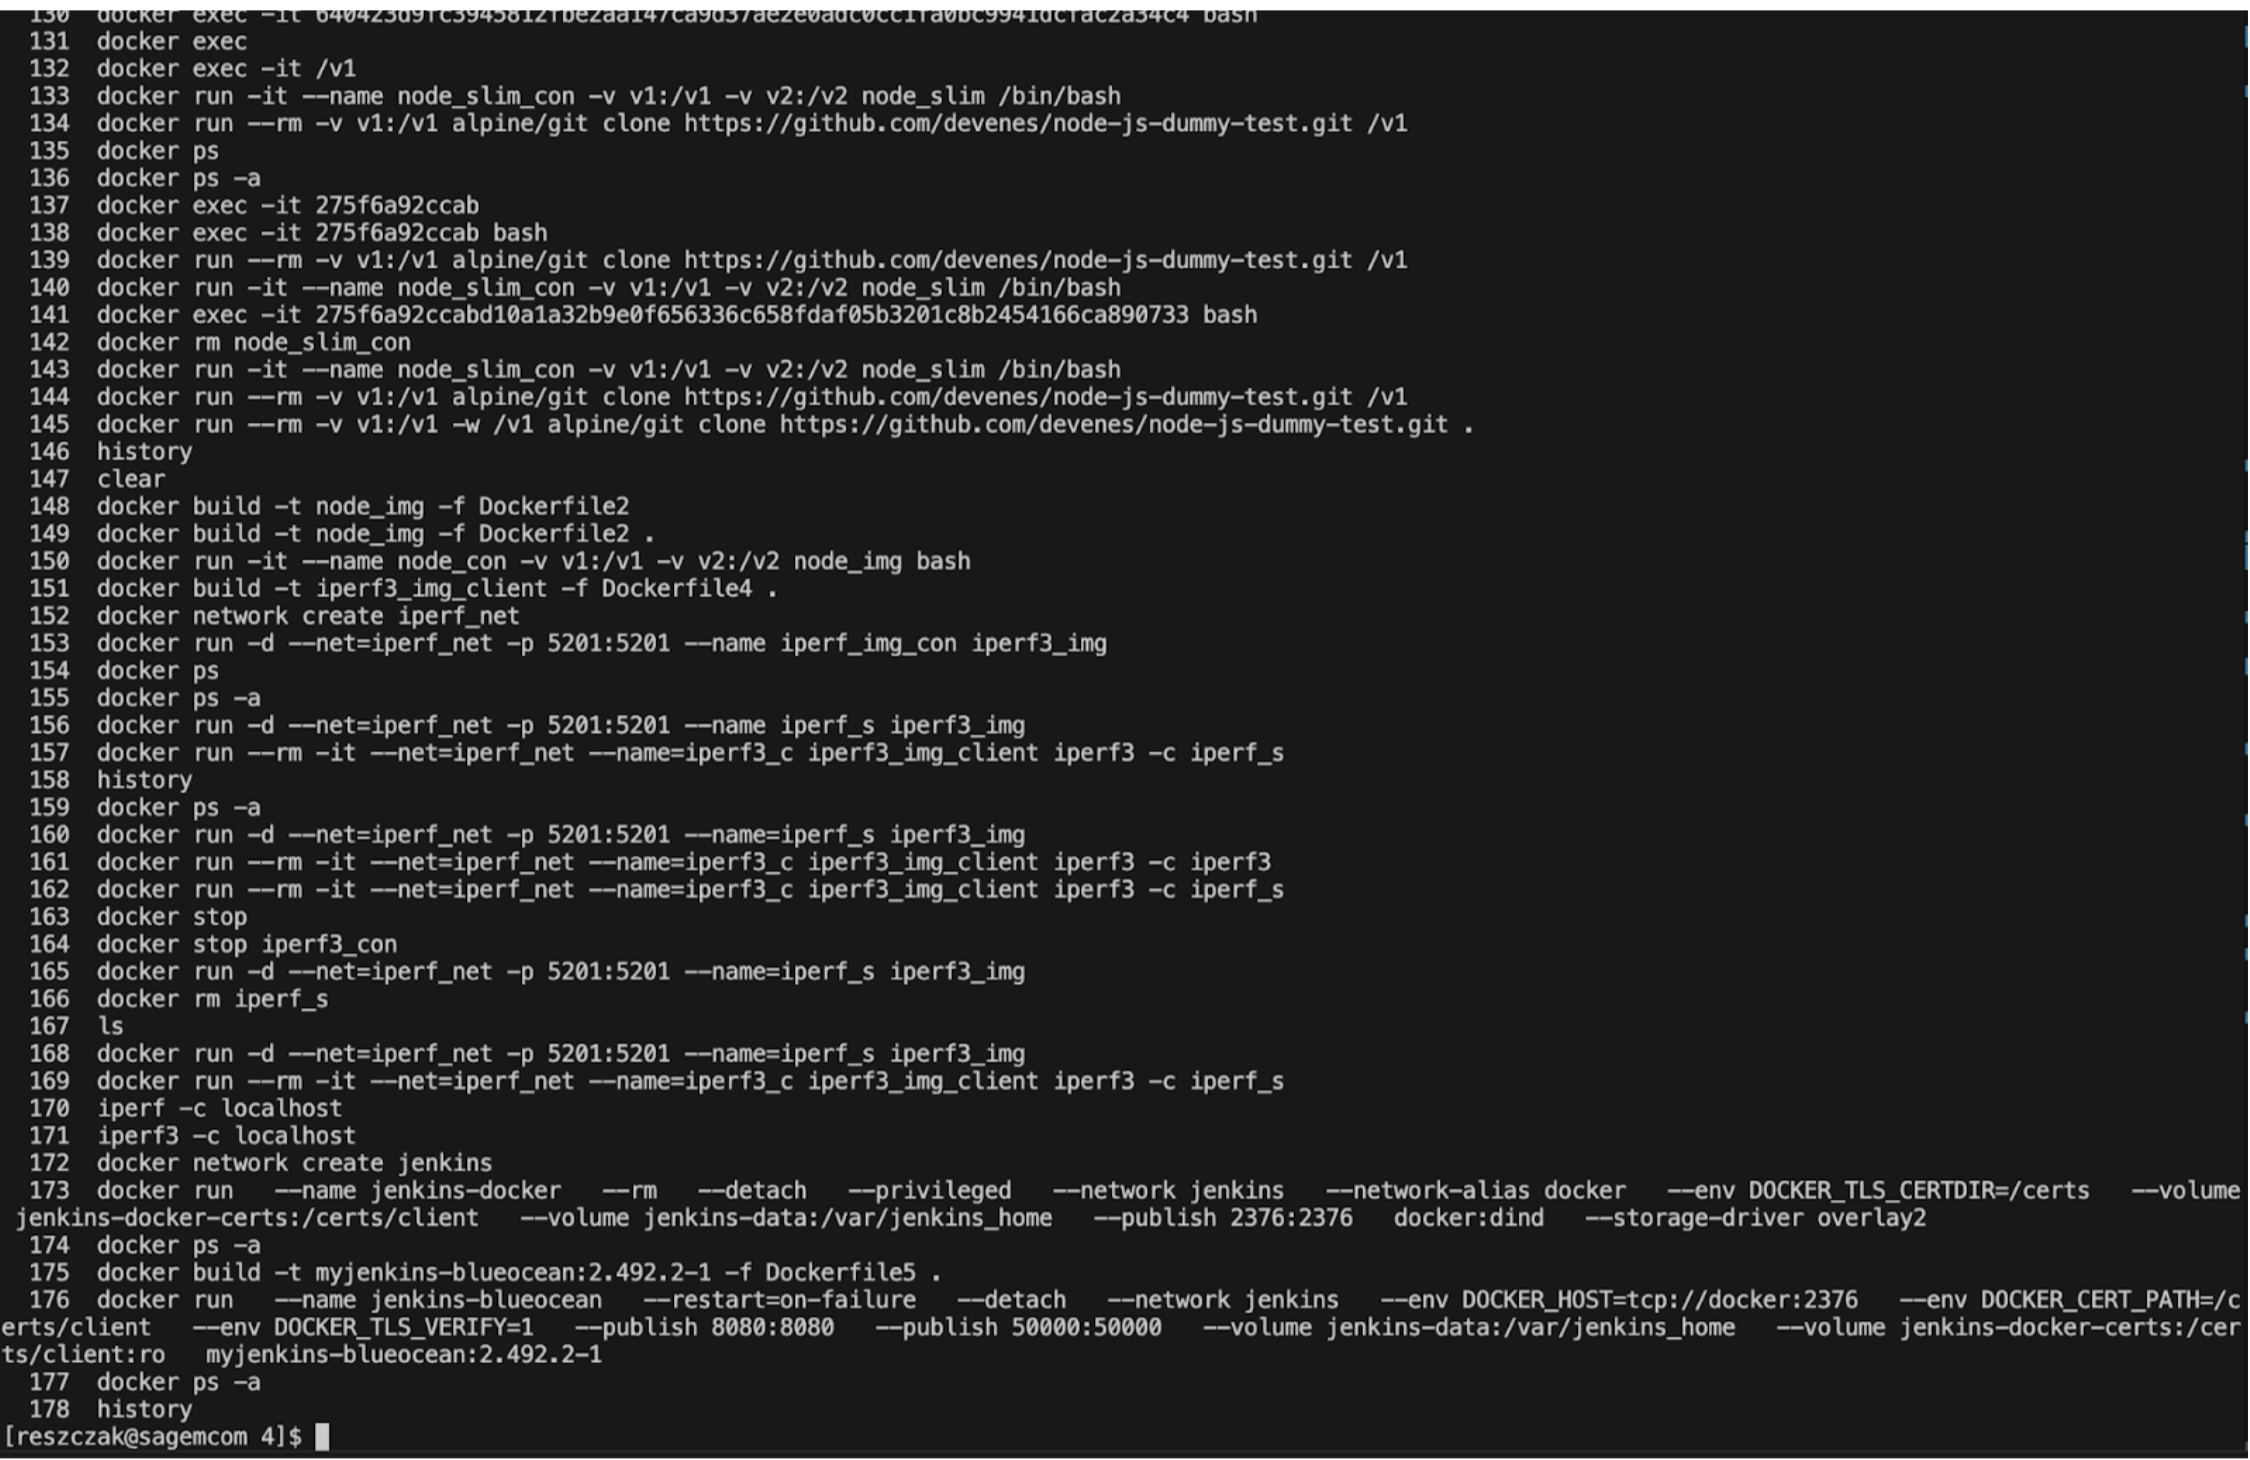 130 docker exec -it 640423d9fc3945812fbe2aa147ca9d37ae2e0adc0cc1fa0bc9941dcfac2a34c4 bash
131 docker exec
132 docker exec -it /v1
133 docker run -it --name node_slim_con -v v1:/v1 -v v2:/v2 node_slim /bin/bash
134 docker run --rm -v v1:/v1 alpine/git clone https://github.com/devenes/node-js-dummy-test.git /v1
135 docker ps
136 docker ps -a
137 docker exec -it 275f6a92ccab
138 docker exec -it 275f6a92ccab bash
139 docker run --rm -v v1:/v1 alpine/git clone https://github.com/devenes/node-js-dummy-test.git /v1
140 docker run -it --name node_slim_con -v v1:/v1 -v v2:/v2 node_slim /bin/bash
141 docker exec -it 275f6a92ccabd10a1a32b9e0f656336c658fdaf05b3201c8b2454166ca890733 bash
142 docker rm node_slim_con
143 docker run -it --name node_slim_con -v v1:/v1 -v v2:/v2 node_slim /bin/bash
144 docker run --rm -v v1:/v1 alpine/git clone https://github.com/devenes/node-js-dummy-test.git /v1
145 docker run --rm -v v1:/v1 -w /v1 alpine/git clone https://github.com/devenes/node-js-dummy-test.git .
146 history
147 clear
148 docker build -t node_img -f Dockerfile2
149 docker build -t node_img -f Dockerfile2 .
150 docker run -it --name node_con -v v1:/v1 -v v2:/v2 node_img bash
151 docker build -t iperf3_img_client -f Dockerfile4 .
152 docker network create iperf_net
153 docker run -d --net=iperf_net -p 5201:5201 --name iperf_img_con iperf3_img
154 docker ps
155 docker ps -a
156 docker run -d --net=iperf_net -p 5201:5201 --name iperf_s iperf3_img
157 docker run --rm -it --net=iperf_net --name=iperf3_c iperf3_img_client iperf3 -c iperf_s
158 history
159 docker ps -a
160 docker run -d --net=iperf_net -p 5201:5201 --name=iperf_s iperf3_img
161 docker run --rm -it --net=iperf_net --name=iperf3_c iperf3_img_client iperf3 -c iperf3
162 docker run --rm -it --net=iperf_net --name=iperf3_c iperf3_img_client iperf3 -c iperf_s
163 docker stop
164 docker stop iperf3_con
165 docker run -d --net=iperf_net -p 5201:5201 --name=iperf_s iperf3_img
166 docker rm iperf_s
167 ls
168 docker run -d --net=iperf_net -p 5201:5201 --name=iperf_s iperf3_img
169 docker run --rm -it --net=iperf_net --name=iperf3_c iperf3_img_client iperf3 -c iperf_s
170 iperf -c localhost
171 iperf3 -c localhost
172 docker network create jenkins
173 docker run --name jenkins-docker --rm --detach --privileged --network jenkins --network-alias docker --env DOCKER_TLS_CERTDIR=/certs --volume
jenkins-docker-certs:/certs/client --volume jenkins-data:/var/jenkins_home --publish 2376:2376 docker:dind --storage-driver overlay2
174 docker ps -a
175 docker build -t myjenkins-blueocean:2.492.2-1 -f Dockerfile5 .
176 docker run --name jenkins-blueocean --restart=on-failure --detach --network jenkins --env DOCKER_HOST=tcp://docker:2376 --env DOCKER_CERT_PATH=/c
erts/client --env DOCKER_TLS_VERIFY=1 --publish 8080:8080 --publish 50000:50000 --volume jenkins-data:/var/jenkins_home --volume jenkins-docker-certs:/cer
ts/client:ro myjenkins-blueocean:2.492.2-1
177 docker ps -a
178 history
[reszczak@sagemcom 4]$